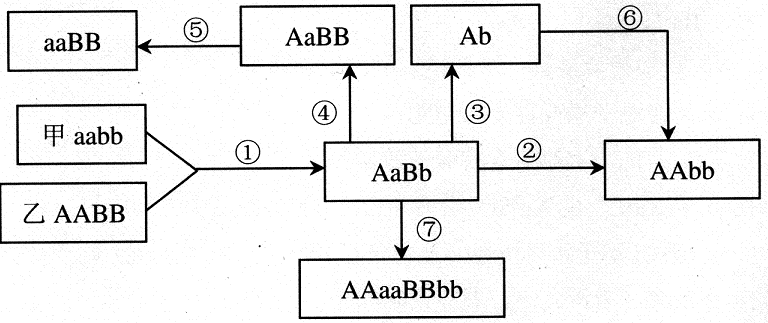 aaBB
⑤
AaBB
Ab
⑥
甲 aabb
④
③
①
②
乙 AABB
AaBb
AAbb
⑦
AAaaBBbb